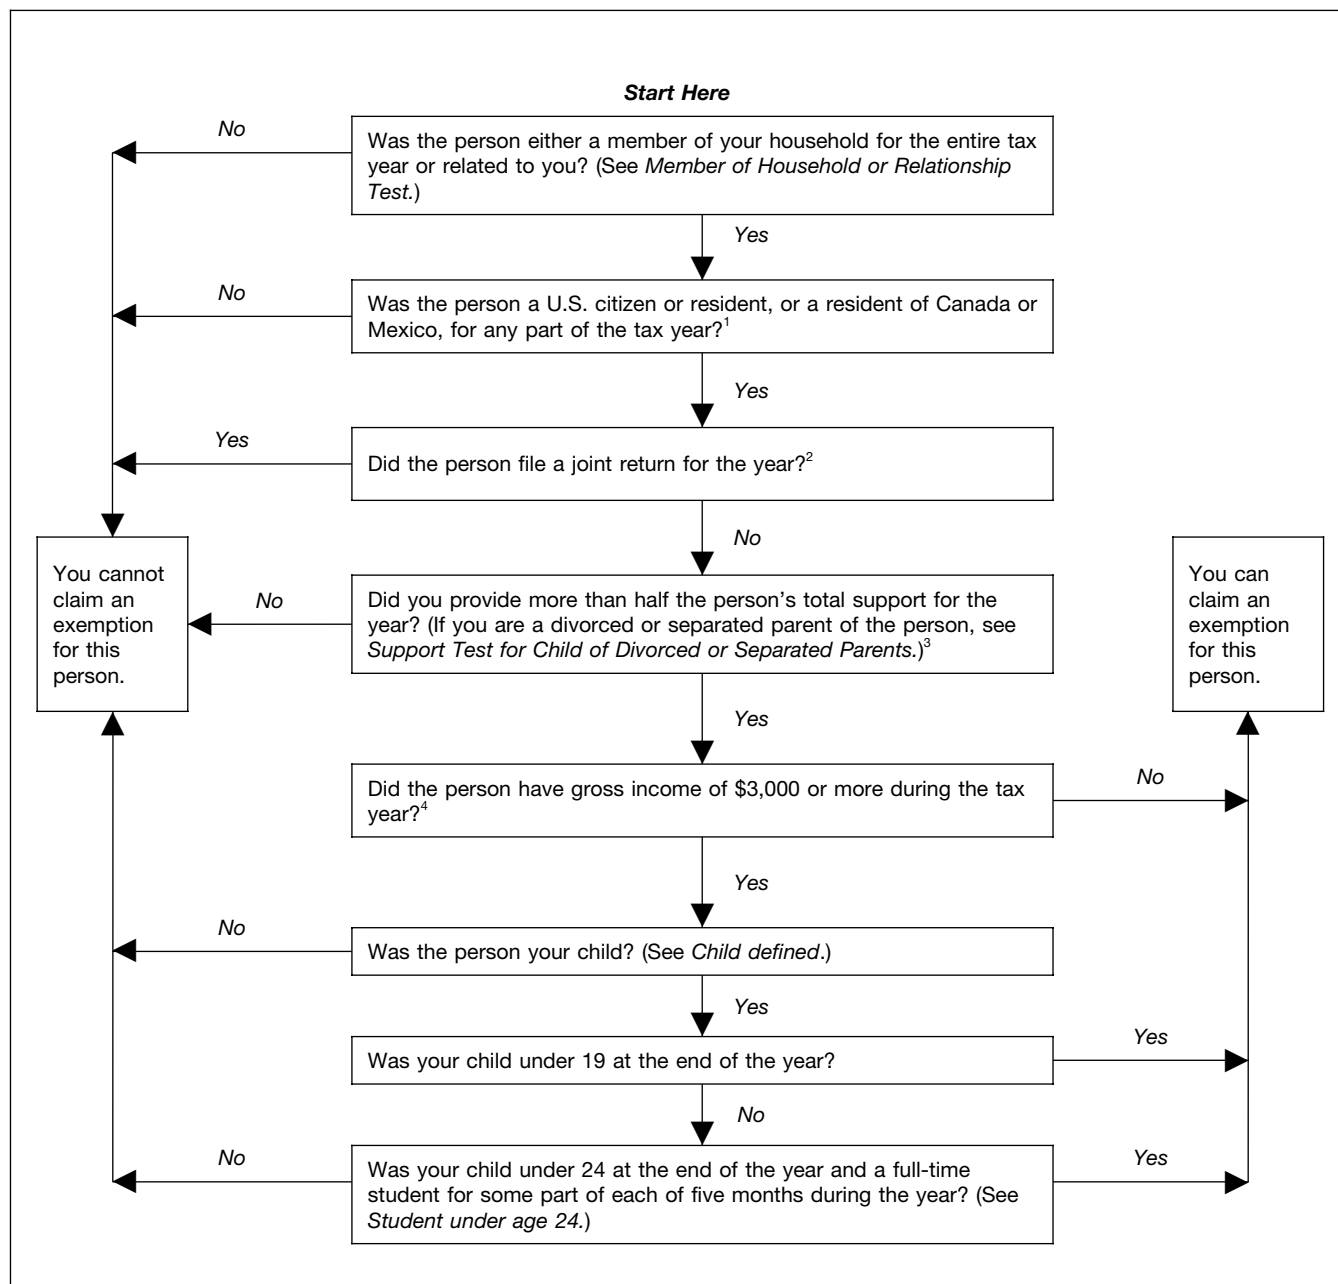 Start Here
No
Was the person either a member of your household for the entire tax
year or related to you? (See Member of Household or Relationship
Test.)
Yes
No
Was the person a U.S. citizen or resident, or a resident of Canada or
Mexico, for any part of the tax year?1
Yes
Yes
Did the person file a joint return for the year?2
No
You cannot
claim an
exemption
for this
person.
No
Did you provide more than half the person's total support for the
year? (If you are a divorced or separated parent of the person, see
Support Test for Child of Divorced or Separated Parents.)3
You can
claim an
exemption
for this
person.
Yes
Did the person have gross income of $3,000 or more during the tax
year?4
No
Yes
No
Was the person your child? (See Child defined.)
Yes
Was your child under 19 at the end of the year?
Yes
No
No
Was your child under 24 at the end of the year and a full-time
student for some part of each of five months during the year? (See
Student under age 24.)
Yes